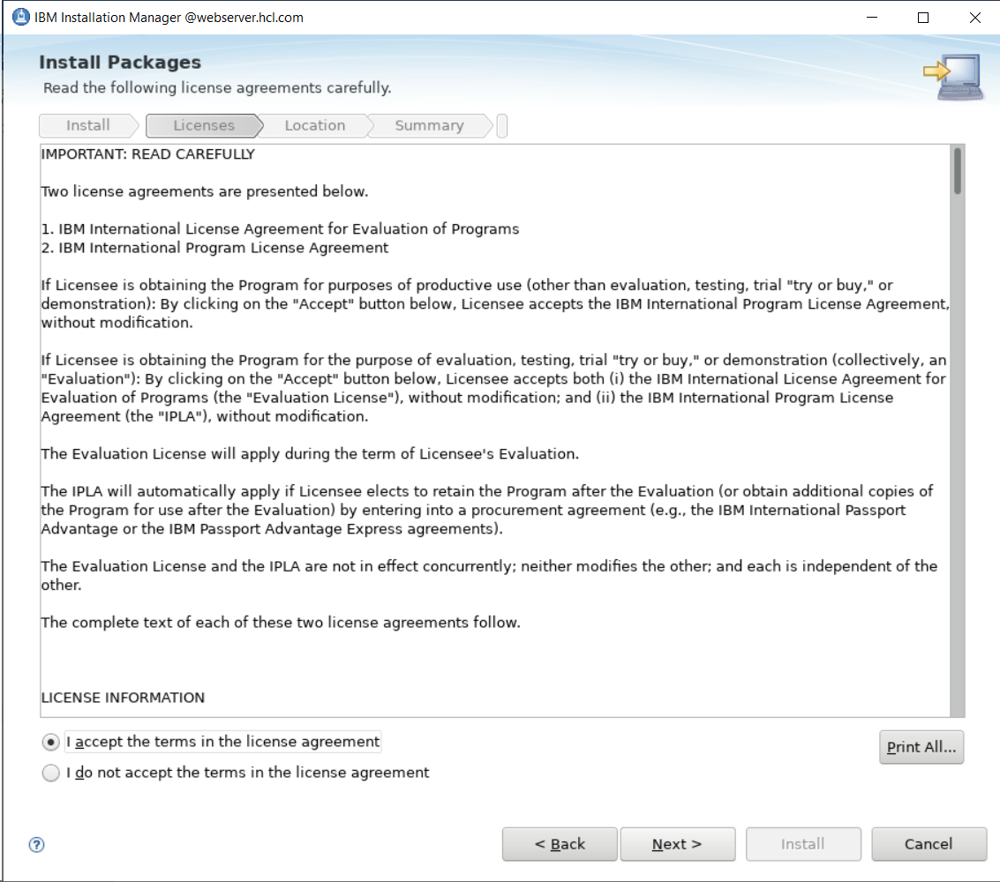 IBM Installation Manager @webserver.hcl.com
Install Packages
Read the following license agreements carefully.
Install Licenses Location Summary
IMPORTANT: READ CAREFULLY
Two license agreements are presented below.
1. IBM International License Agreement for Evaluation of Programs
2. IBM International Program License Agreement
If Licensee is obtaining the Program for purposes of productive use (other than evaluation, testing, trial "try or buy," or
demonstration): By clicking on the "Accept" button below, Licensee accepts the IBM International Program License Agreement,
without modification.
If Licensee is obtaining the Program for the purpose of evaluation, testing, trial "try or buy," or demonstration (collectively, an
"Evaluation"): By clicking on the "Accept" button below, Licensee accepts both (i) the IBM International License Agreement for
Evaluation of Programs (the "Evaluation License"), without modification; and (ii) the IBM International Program License
Agreement (the "IPLA"), without modification.
The Evaluation License will apply during the term of Licensee's Evaluation.
The IPLA will automatically apply if Licensee elects to retain the Program after the Evaluation (or obtain additional copies of
the Program for use after the Evaluation) by entering into a procurement agreement (e.g., the IBM International Passport
Advantage or the IBM Passport Advantage Express agreements).
The Evaluation License and the IPLA are not in effect concurrently; neither modifies the other; and each is independent of the
other.
The complete text of each of these two license agreements follow.
LICENSE INFORMATION
I accept the terms in the license agreement
Print All...
I do not accept the terms in the license agreement
? < Back Next > Install Cancel